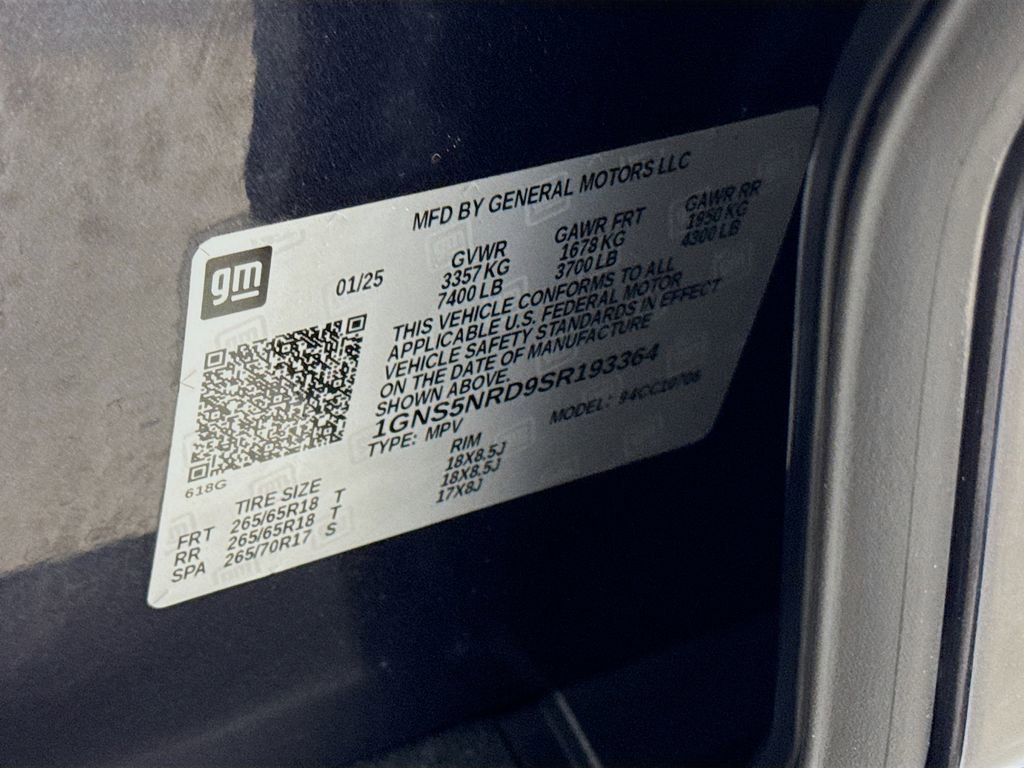 MFD BY GENERAL MOTORS LLC
gm
01/25
GVWR GAWR FRT GAWR RR
3357 KG 1678 KG 1950 KG
7400 LB 3700 LB 4300 LB
THIS VEHICLE CONFORMS TO ALL
APPLICABLE U.S. FEDERAL MOTOR
VEHICLE SAFETY STANDARDS IN EFFECT
ON THE DATE OF MANUFACTURE
SHOWN ABOVE.
1GNS5NRD9SR193364
TYPE: MPV MODEL: 94CC10706
618G
TIRE SIZE RIM
FRT 265/65R18 T 18X8.5J
RR 265/65R18 T 18X8.5J
SPA 265/70R17 S 17X8J